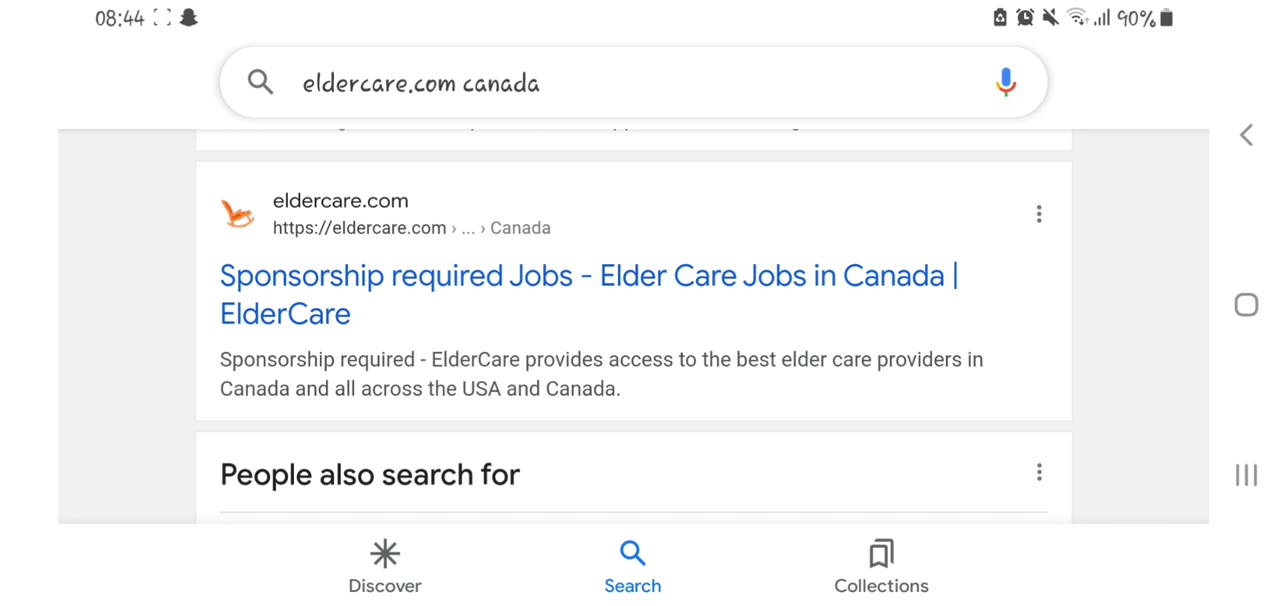 08:44 90%
eldercare.com canada
eldercare.com
https://eldercare.com › ... › Canada
Sponsorship required Jobs - Elder Care Jobs in Canada |
ElderCare
Sponsorship required - ElderCare provides access to the best elder care providers in
Canada and all across the USA and Canada.
People also search for
Discover Search Collections